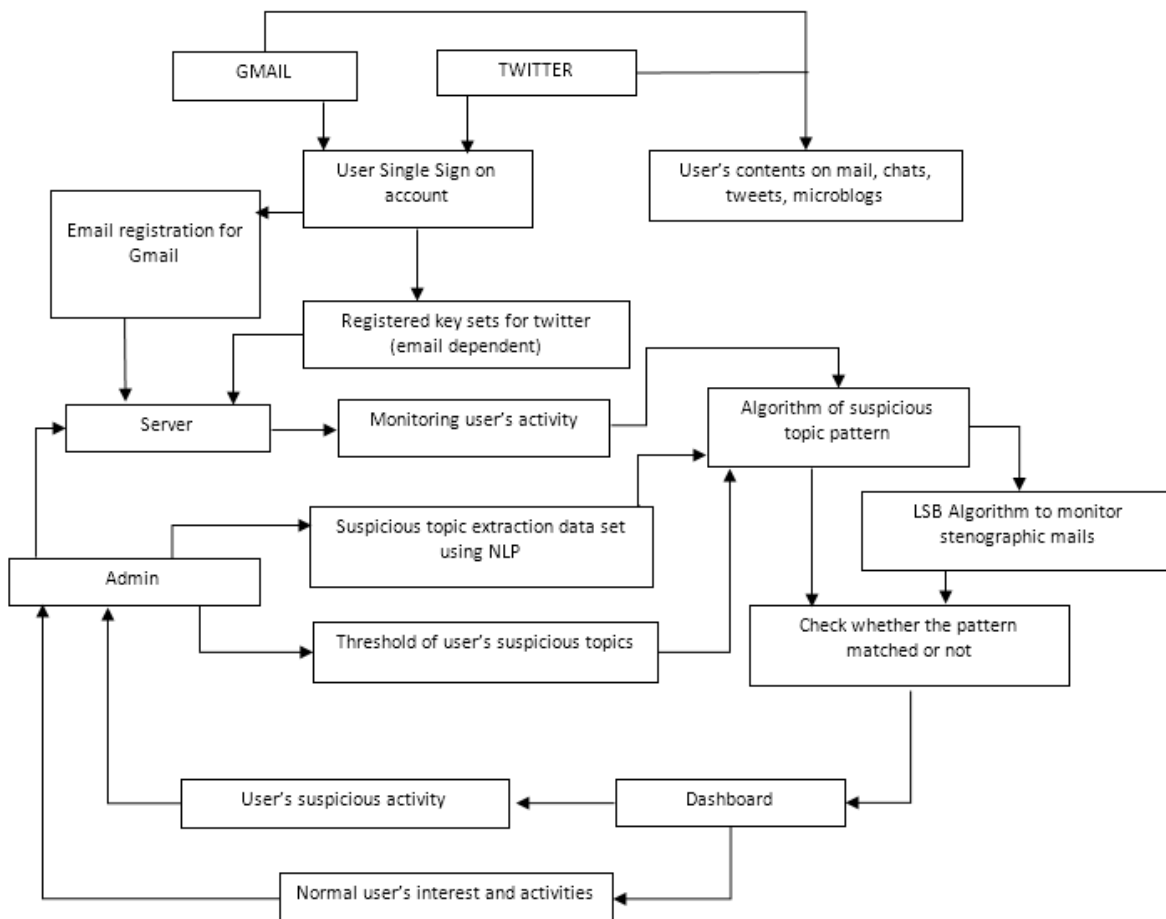 GMAIL
TWITTER
User Single Sign on
account
User's contents on mail, chats,
tweets, microblogs
Email registration for
Gmail
Registered key sets for twitter
(email dependent)
Server
Monitoring user's activity
Algorithm of suspicious
topic pattern
Suspicious topic extraction data set
using NLP
LSB Algorithm to monitor
stenographic mails
Admin
Threshold of user's suspicious topics
Check whether the pattern
matched or not
User's suspicious activity
Dashboard
Normal user's interest and activities